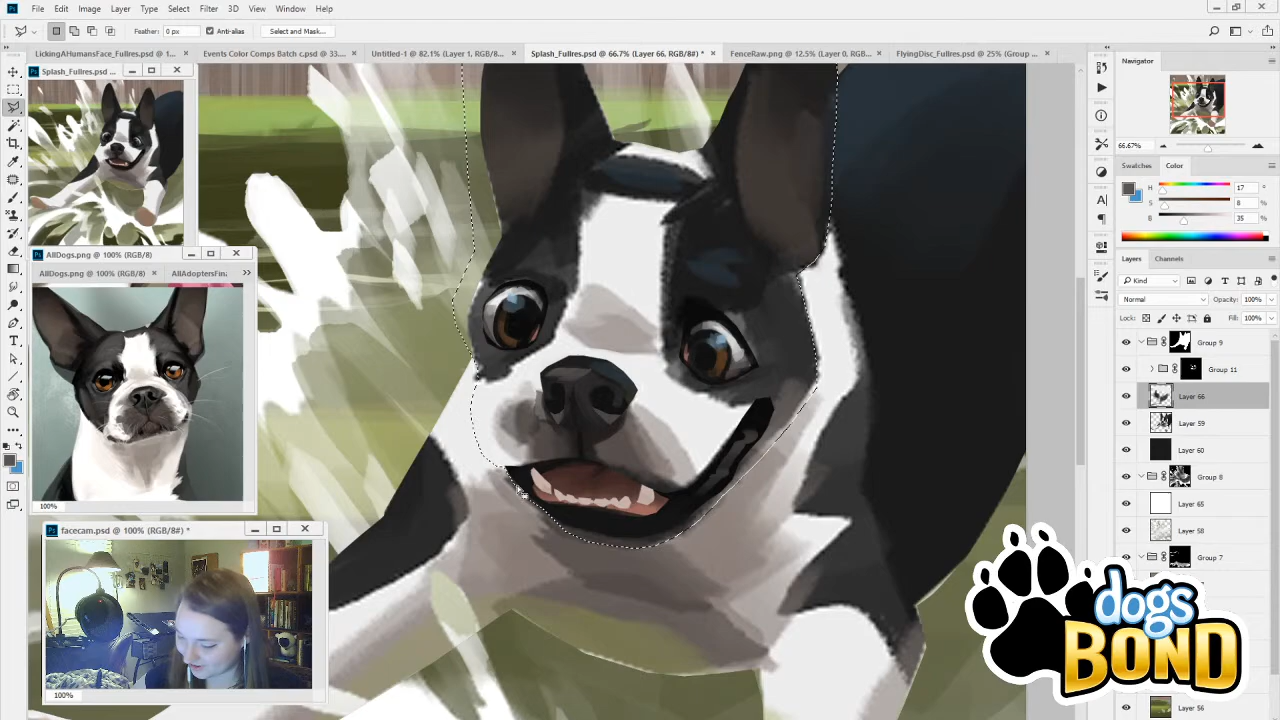 File Edit Image Layer Type Select Filter 3D View Window Help
Feather: 0 px Anti-alias Select and Mask...
LickingAHumansFace_Fullres.psd @ 1... × Events Color Comps Batch c.psd @ 33.... Untitled-1 @ 82.1% (Layer 1, RGB/8... × Splash_Fullres.psd @ 66.7% (Layer 66, RGB/8#) * × FenceRaw.png @ 12.5% (Layer 0, RGB... × FlyingDisc_Fullres.psd @ 25% (Group ... ×
Splash_Fullres.psd ...
AllDogs.png @ 100% (RGB/8)
AllDogs.png @ 100% (RGB/8) × AllAdoptersFin
100%
facecam.psd @ 100% (RGB/8#) *
100%
Navigator
66.67%
Swatches Color
H 17 °
S 8 %
B 35 %
Layers Channels
Kind
Normal Opacity: 100%
Lock: Fill: 100%
Group 9
Group 11
Layer 66
Layer 59
Layer 60
Group 8
Layer 65
Layer 58
Group 7
Layer 56
dogs
BOND